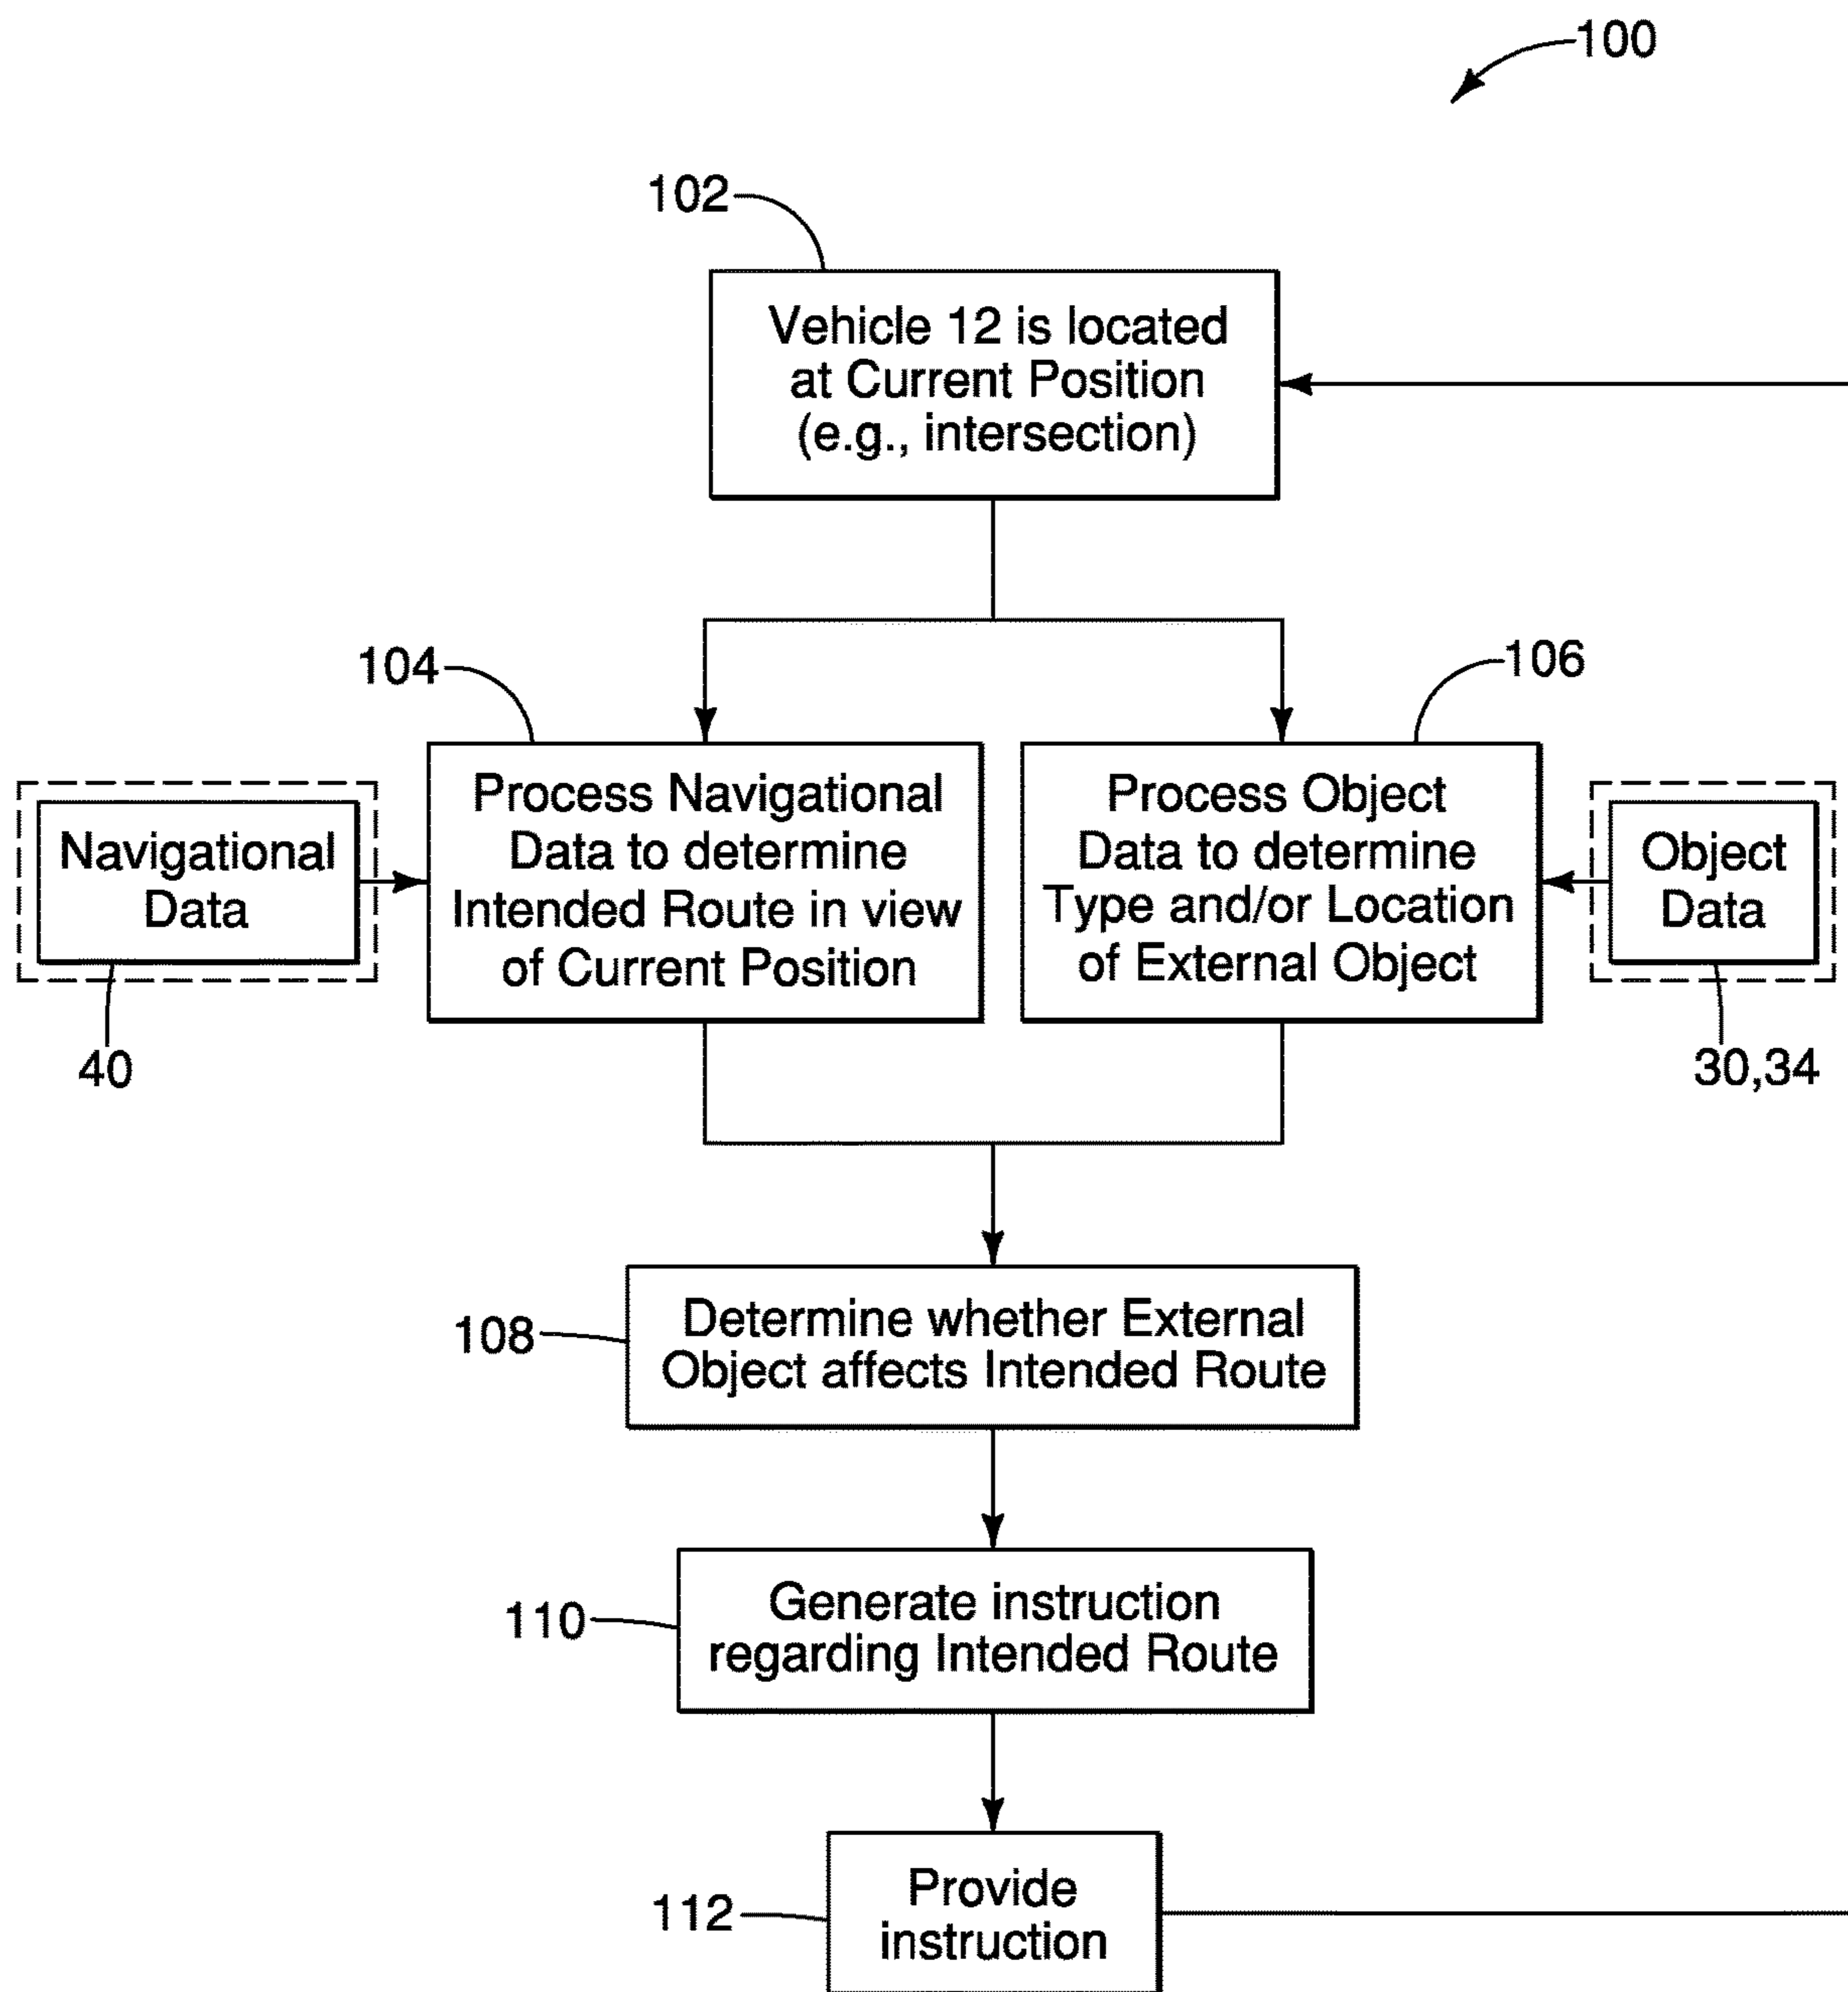 100
102
Vehicle 12 is located
at Current Position
(e.g., intersection)
104
106
Navigational
Data
40
Process Navigational
Data to determine
Intended Route in view
of Current Position
Process Object
Data to determine
Type and/or Location
of External Object
Object
Data
30,34
108
Determine whether External
Object affects Intended Route
110
Generate instruction
regarding Intended Route
112
Provide
instruction